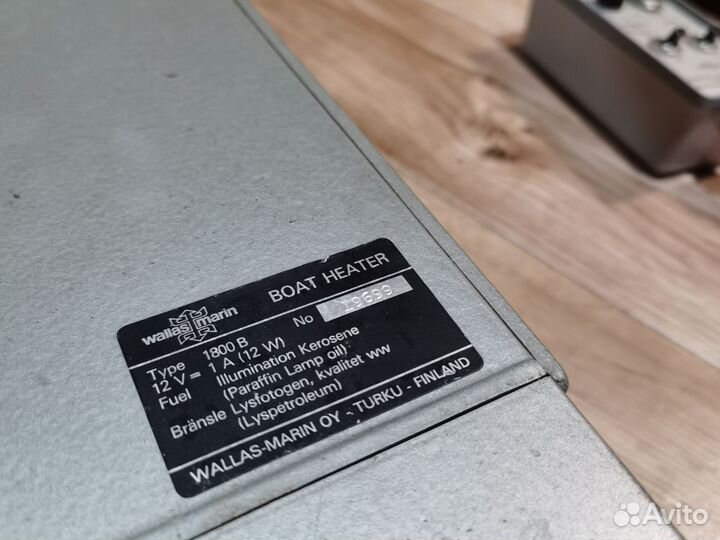 wallas marin BOAT HEATER
Type 1800 B No 19699
12 V = 1 A (12 W)
Fuel Illumination Kerosene
(Paraffin Lamp oil)
Bränsle Lysfotogen, kvalitet ww
(Lyspetroleum)
WALLAS-MARIN OY - TURKU - FINLAND
Avito